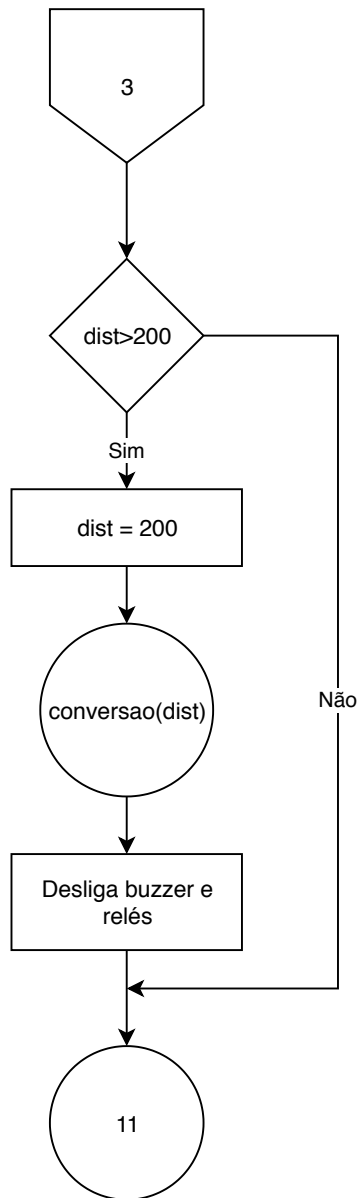 3
dist>200
Sim
dist = 200
conversao(dist)
Não
Desliga buzzer e
relés
11